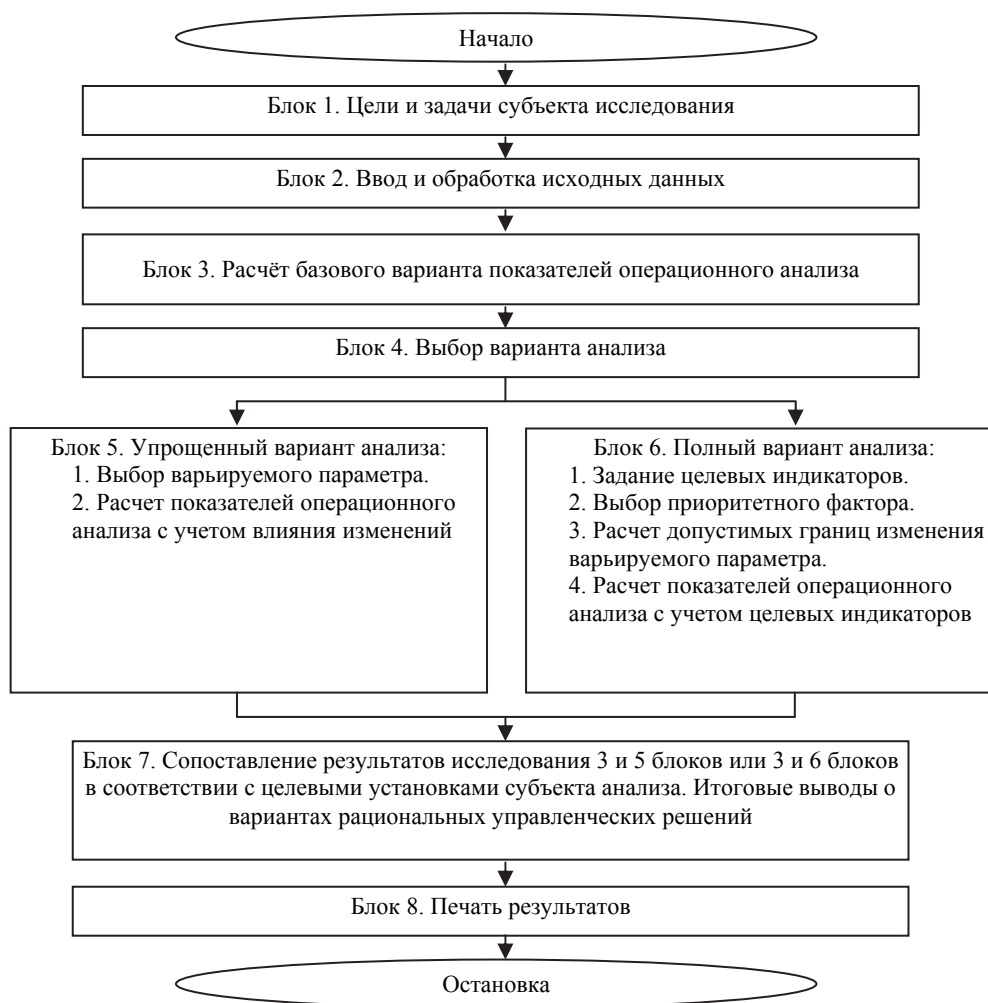 Начало
Блок 1. Цели и задачи субъекта исследования
Блок 2. Ввод и обработка исходных данных
Блок 3. Расчёт базового варианта показателей операционного анализа
Блок 4. Выбор варианта анализа
Блок 5. Упрощенный вариант анализа:
1. Выбор варьируемого параметра.
2. Расчет показателей операционного
анализа с учетом влияния изменений
Блок 6. Полный вариант анализа:
1. Задание целевых индикаторов.
2. Выбор приоритетного фактора.
3. Расчет допустимых границ изменения
варьируемого параметра.
4. Расчет показателей операционного
анализа с учетом целевых индикаторов
Блок 7. Сопоставление результатов исследования 3 и 5 блоков или 3 и 6 блоков
в соответствии с целевыми установками субъекта анализа. Итоговые выводы о
вариантах рациональных управленческих решений
Блок 8. Печать результатов
Остановка